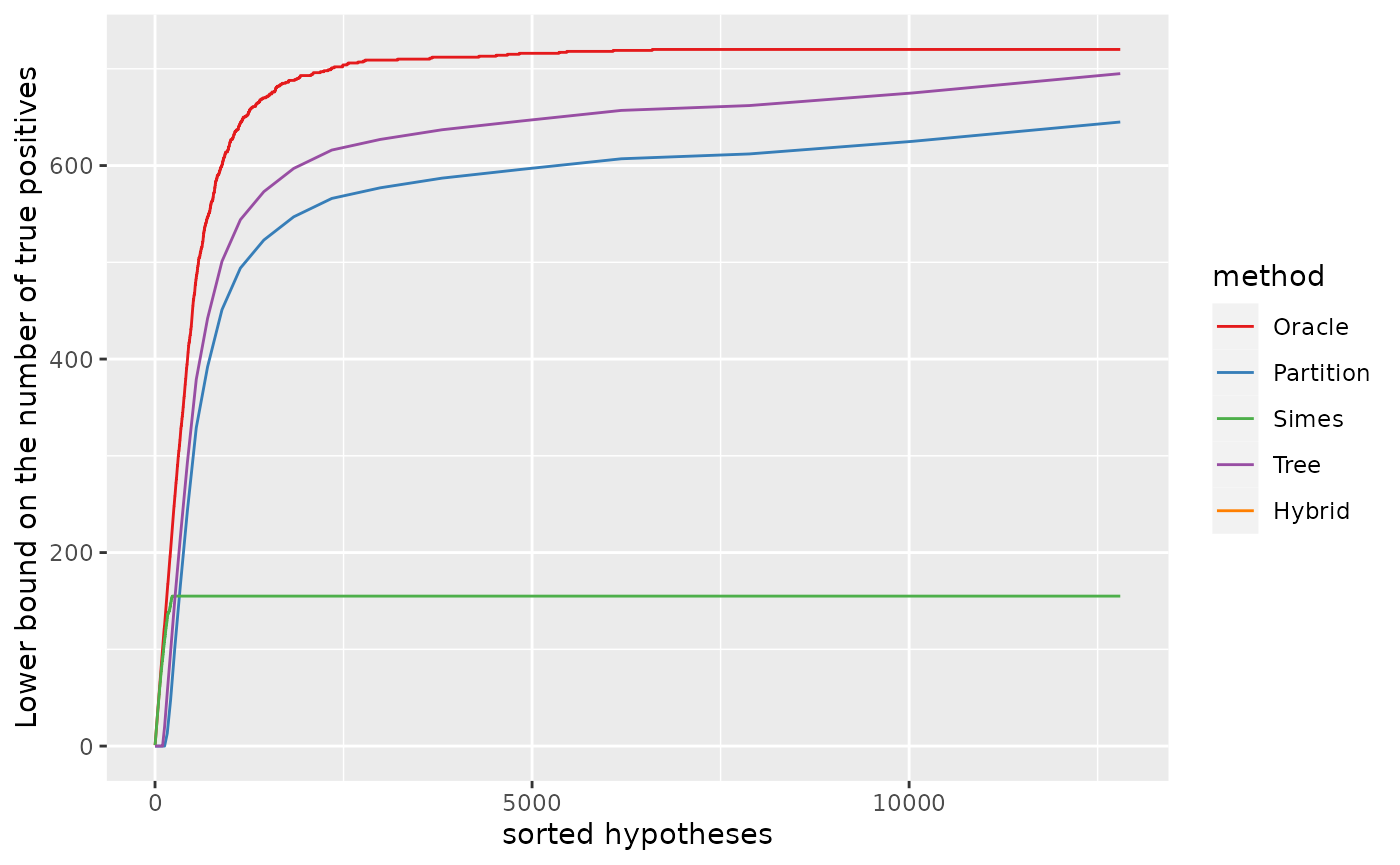 Lower bound on the number of true positives
600
400
200
0
0
5000
10000
sorted hypotheses
method
Oracle
Partition
Simes
Tree
Hybrid